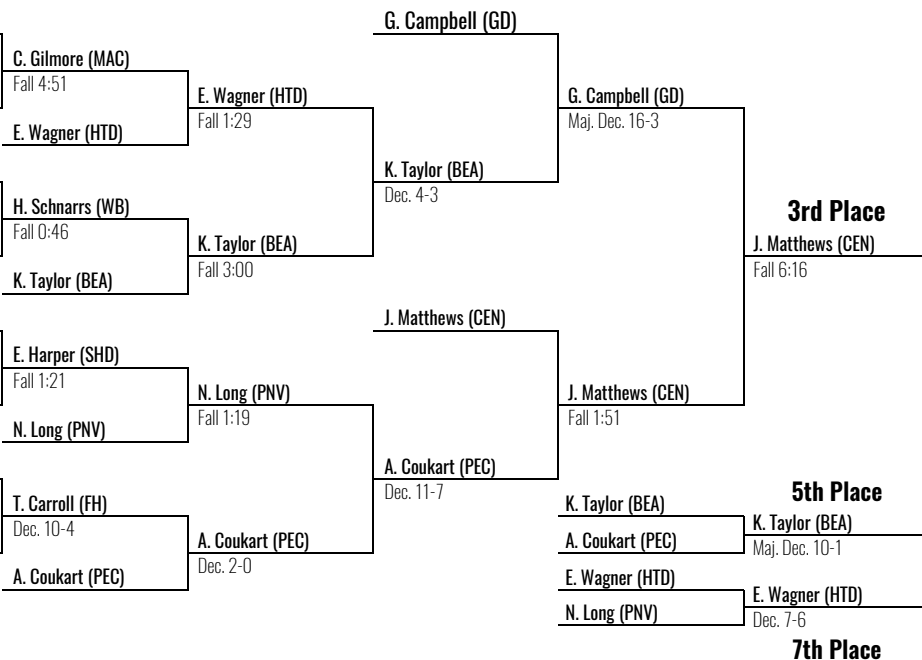 C. Gilmore (MAC)
Fall 4:51
E. Wagner (HTD)
H. Schnarrs (WB)
Fall 0:46
K. Taylor (BEA)
E. Harper (SHD)
Fall 1:21
N. Long (PNV)
T. Carroll (FH)
Dec. 10-4
A. Coukart (PEC)
E. Wagner (HTD)
Fall 1:29
K. Taylor (BEA)
Fall 3:00
N. Long (PNV)
Fall 1:19
A. Coukart (PEC)
Dec. 2-0
G. Campbell (GD)
K. Taylor (BEA)
Dec. 4-3
J. Matthews (CEN)
A. Coukart (PEC)
Dec. 11-7
G. Campbell (GD)
Maj. Dec. 16-3
J. Matthews (CEN)
Fall 1:51
3rd Place
J. Matthews (CEN)
Fall 6:16
K. Taylor (BEA)
A. Coukart (PEC)
5th Place
K. Taylor (BEA)
Maj. Dec. 10-1
E. Wagner (HTD)
N. Long (PNV)
E. Wagner (HTD)
Dec. 7-6
7th Place